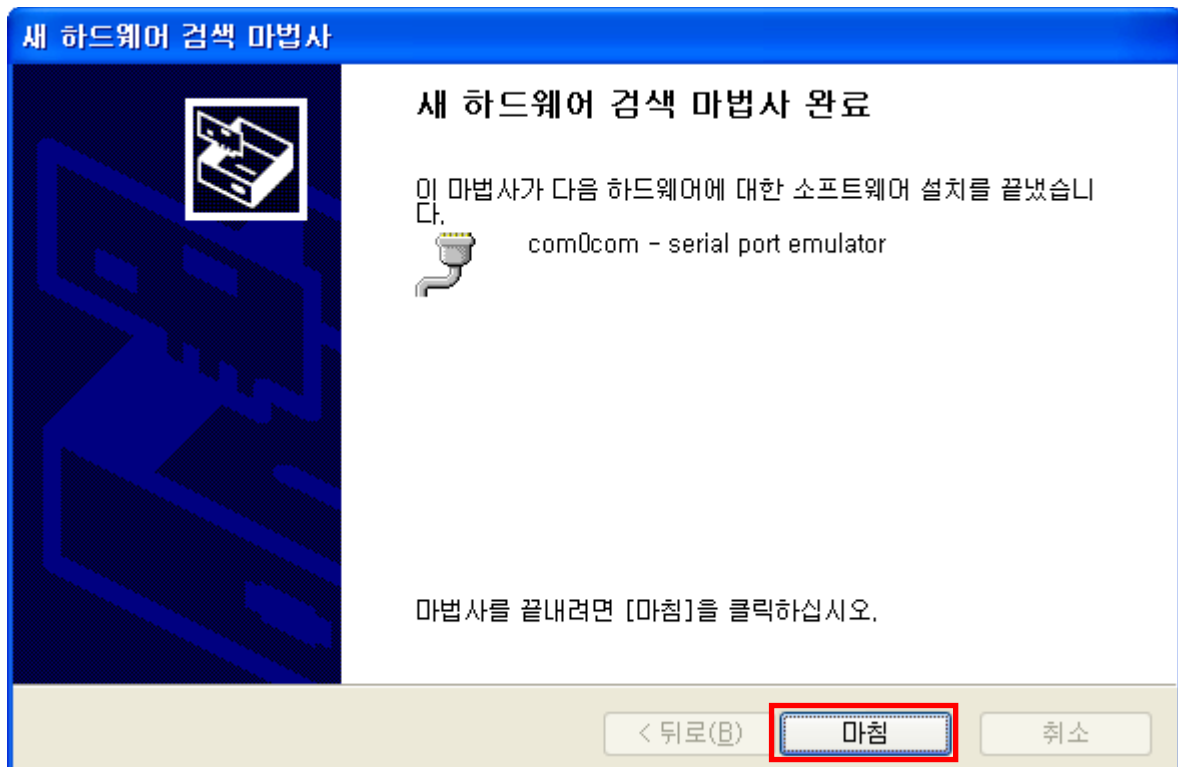 새 하드웨어 검색 마법사
새 하드웨어 검색 마법사 완료
이 마법사가 다음 하드웨어에 대한 소프트웨어 설치를 끝냈습니
다.
com0com - serial port emulator
마법사를 끝내려면 [마침]을 클릭하십시오.
< 뒤로(B) 마침 취소